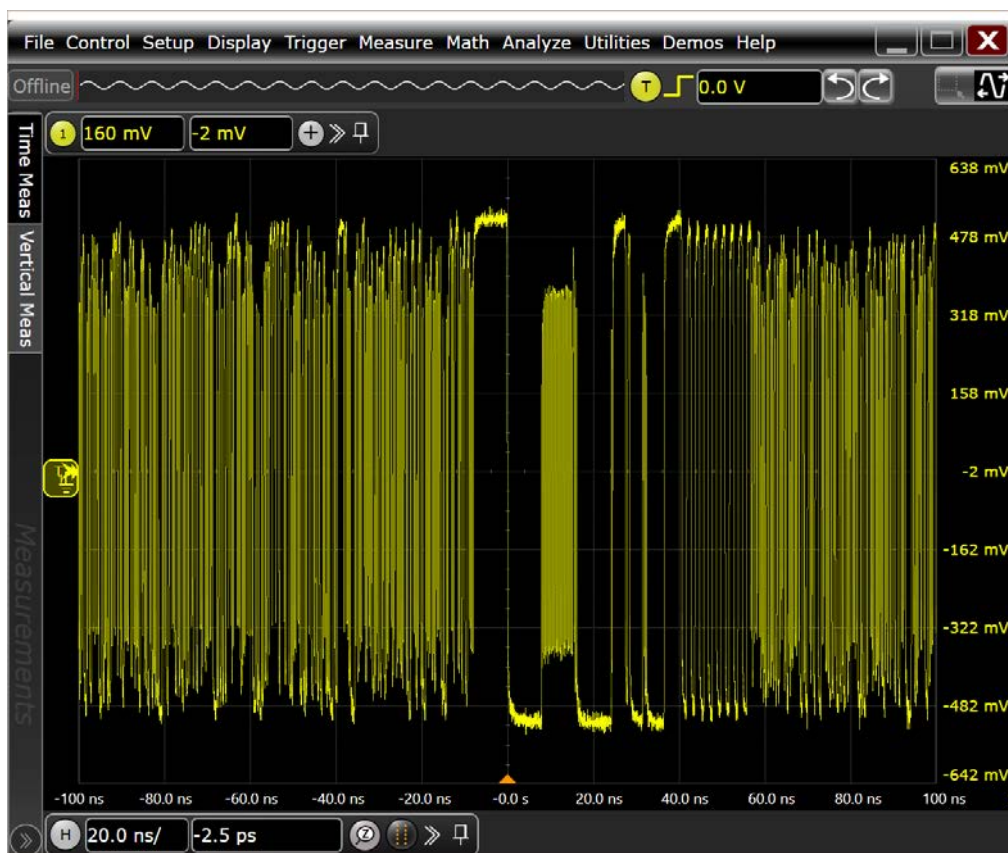 File Control Setup Display Trigger Measure Math Analyze Utilities Demos Help
Offline T 0.0 V
1 160 mV -2 mV
Time Meas
Vertical Meas
Measurements
638 mV
478 mV
318 mV
158 mV
-2 mV
-162 mV
-322 mV
-482 mV
-642 mV
-100 ns -80.0 ns -60.0 ns -40.0 ns -20.0 ns -0.0 s 20.0 ns 40.0 ns 60.0 ns 80.0 ns 100 ns
H 20.0 ns/ -2.5 ps Z